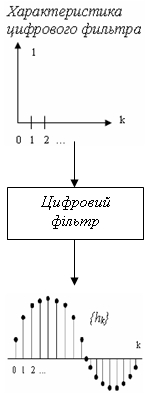 Характеристика
цифрового фильтра
1
k
0 1 2 ...
Цифровий
фільтр
{hk}
k
0 1 2 ...